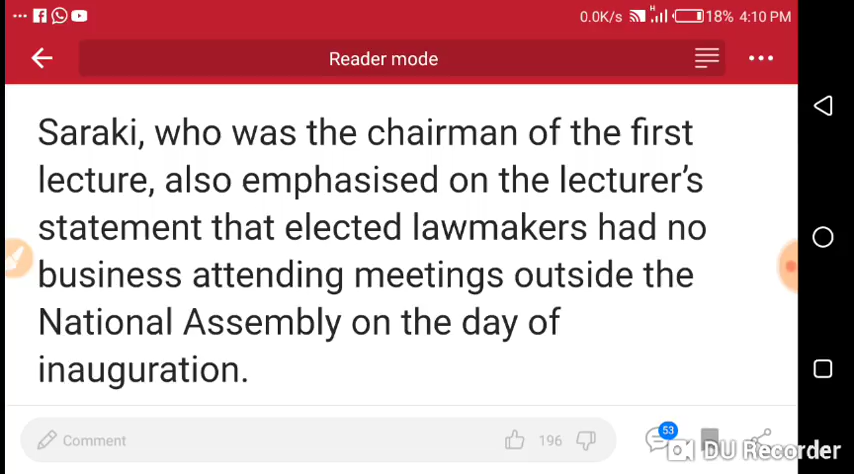 0.0K/s H 18% 4:10 PM
Reader mode
Saraki, who was the chairman of the first
lecture, also emphasised on the lecturer's
statement that elected lawmakers had no
business attending meetings outside the
National Assembly on the day of
inauguration.
Comment 196 53
DU Recorder